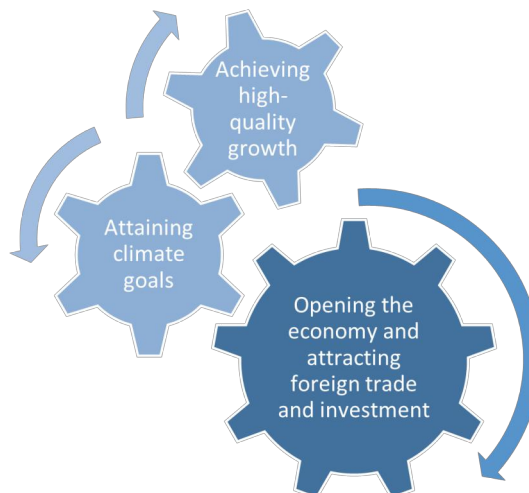 Achieving
high-
quality
growth
Attaining
climate
goals
Opening the
economy and
attracting
foreign trade
and investment